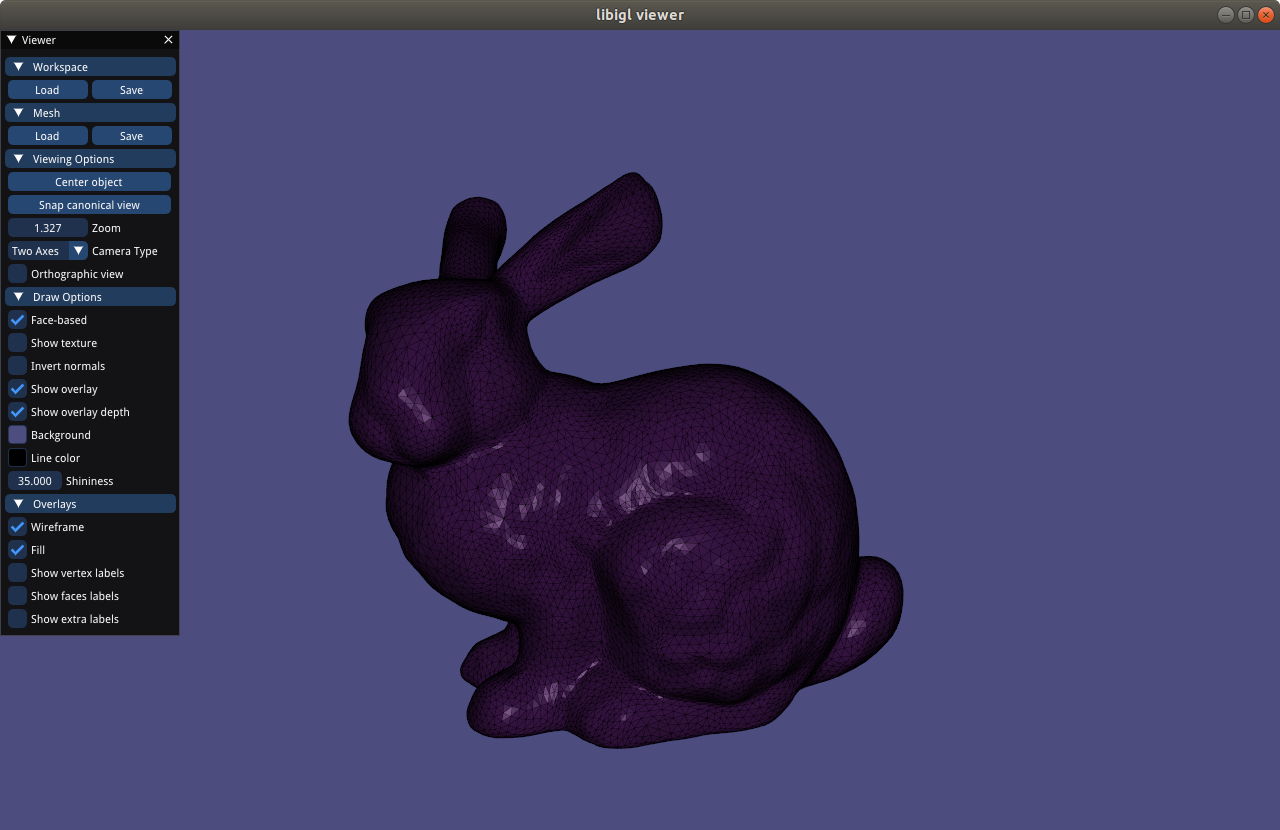 libigl viewer
Viewer
Workspace
Load Save
Mesh
Load Save
Viewing Options
Center object
Snap canonical view
1.327 Zoom
Two Axes Camera Type
Orthographic view
Draw Options
Face-based
Show texture
Invert normals
Show overlay
Show overlay depth
Background
Line color
35.000 Shininess
Overlays
Wireframe
Fill
Show vertex labels
Show faces labels
Show extra labels